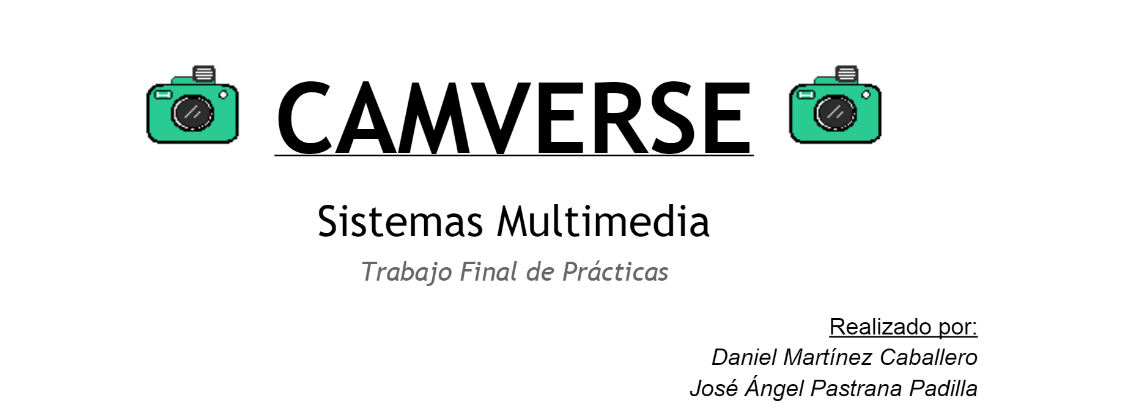 CAMVERSE
Sistemas Multimedia
Trabajo Final de Prácticas
Realizado por:
Daniel Martínez Caballero
José Ángel Pastrana Padilla